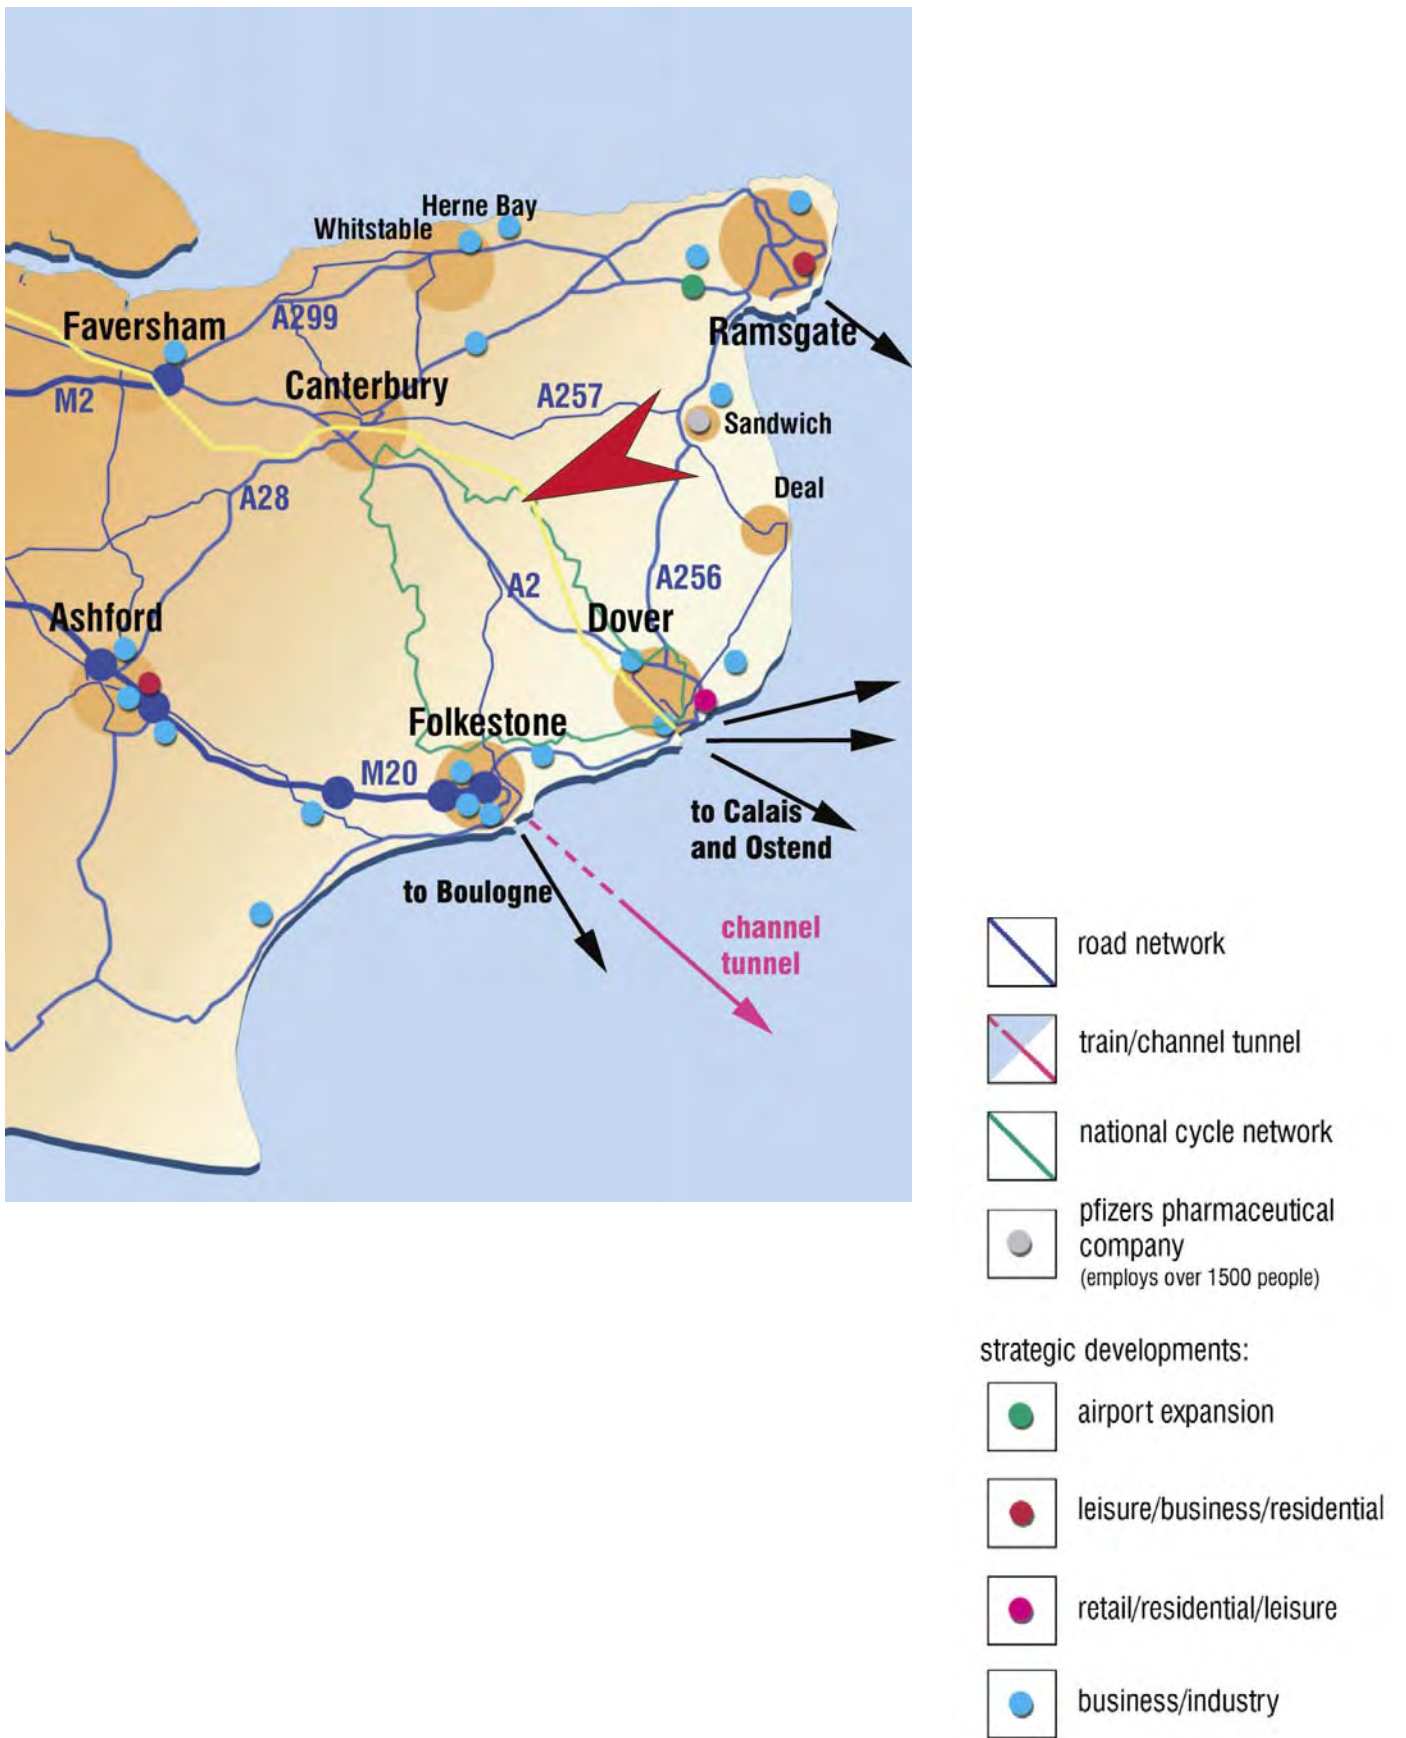 Herne Bay
Whitstable
Faversham
A299
Ramsgate
Canterbury
M2
A257
Sandwich
A28
Deal
A2
A256
Ashford
Dover
Folkestone
M20
to Calais
and Ostend
to Boulogne
channel
tunnel
road network
train/channel tunnel
national cycle network
pfizers pharmaceutical
company
(employs over 1500 people)
strategic developments:
airport expansion
leisure/business/residential
retail/residential/leisure
business/industry